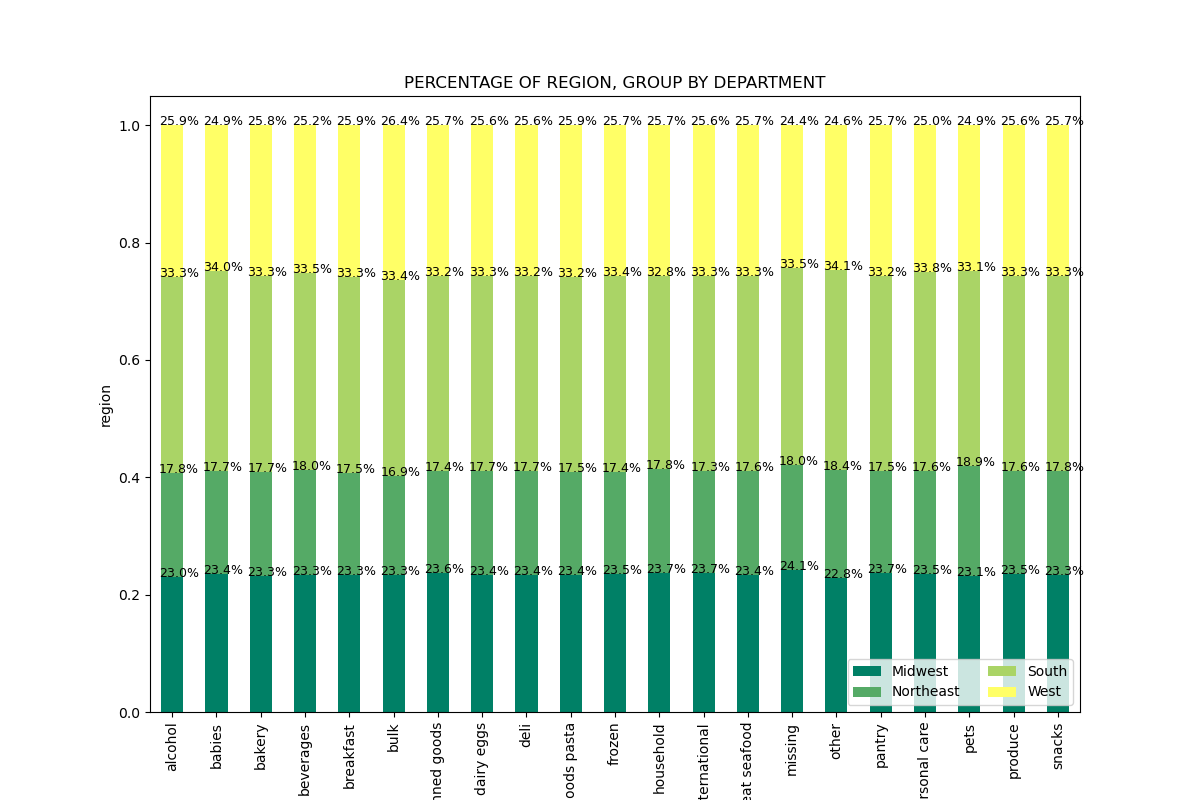 PERCENTAGE OF REGION, GROUP BY DEPARTMENT
1.0
25.9% 24.9% 25.8% 25.2% 25.9% 26.4% 25.7% 25.6% 25.6% 25.9% 25.7% 25.7% 25.6% 25.7% 24.4% 24.6% 25.7% 25.0% 24.9% 25.6% 25.7%
0.8
33.3% 34.0% 33.3% 33.5% 33.3% 33.4% 33.2% 33.3% 33.2% 33.2% 33.4% 32.8% 33.3% 33.3% 33.5% 34.1% 33.2% 33.8% 33.1% 33.3% 33.3%
0.6
region
17.8% 17.7% 17.7% 18.0% 17.5% 16.9% 17.4% 17.7% 17.7% 17.5% 17.4% 17.8% 17.3% 17.6% 18.0% 18.4% 17.5% 17.6% 18.9% 17.6% 17.8%
0.4
23.0% 23.4% 23.3% 23.3% 23.3% 23.3% 23.6% 23.4% 23.4% 23.4% 23.5% 23.7% 23.7% 23.4% 24.1% 22.8% 23.7% 23.5% 23.1% 23.5% 23.3%
0.2
Midwest
Northeast
South
West
0.0
alcohol
babies
bakery
beverages
breakfast
bulk
nned goods
dairy eggs
deli
oods pasta
frozen
household
ternational
eat seafood
missing
other
pantry
rsonal care
pets
produce
snacks